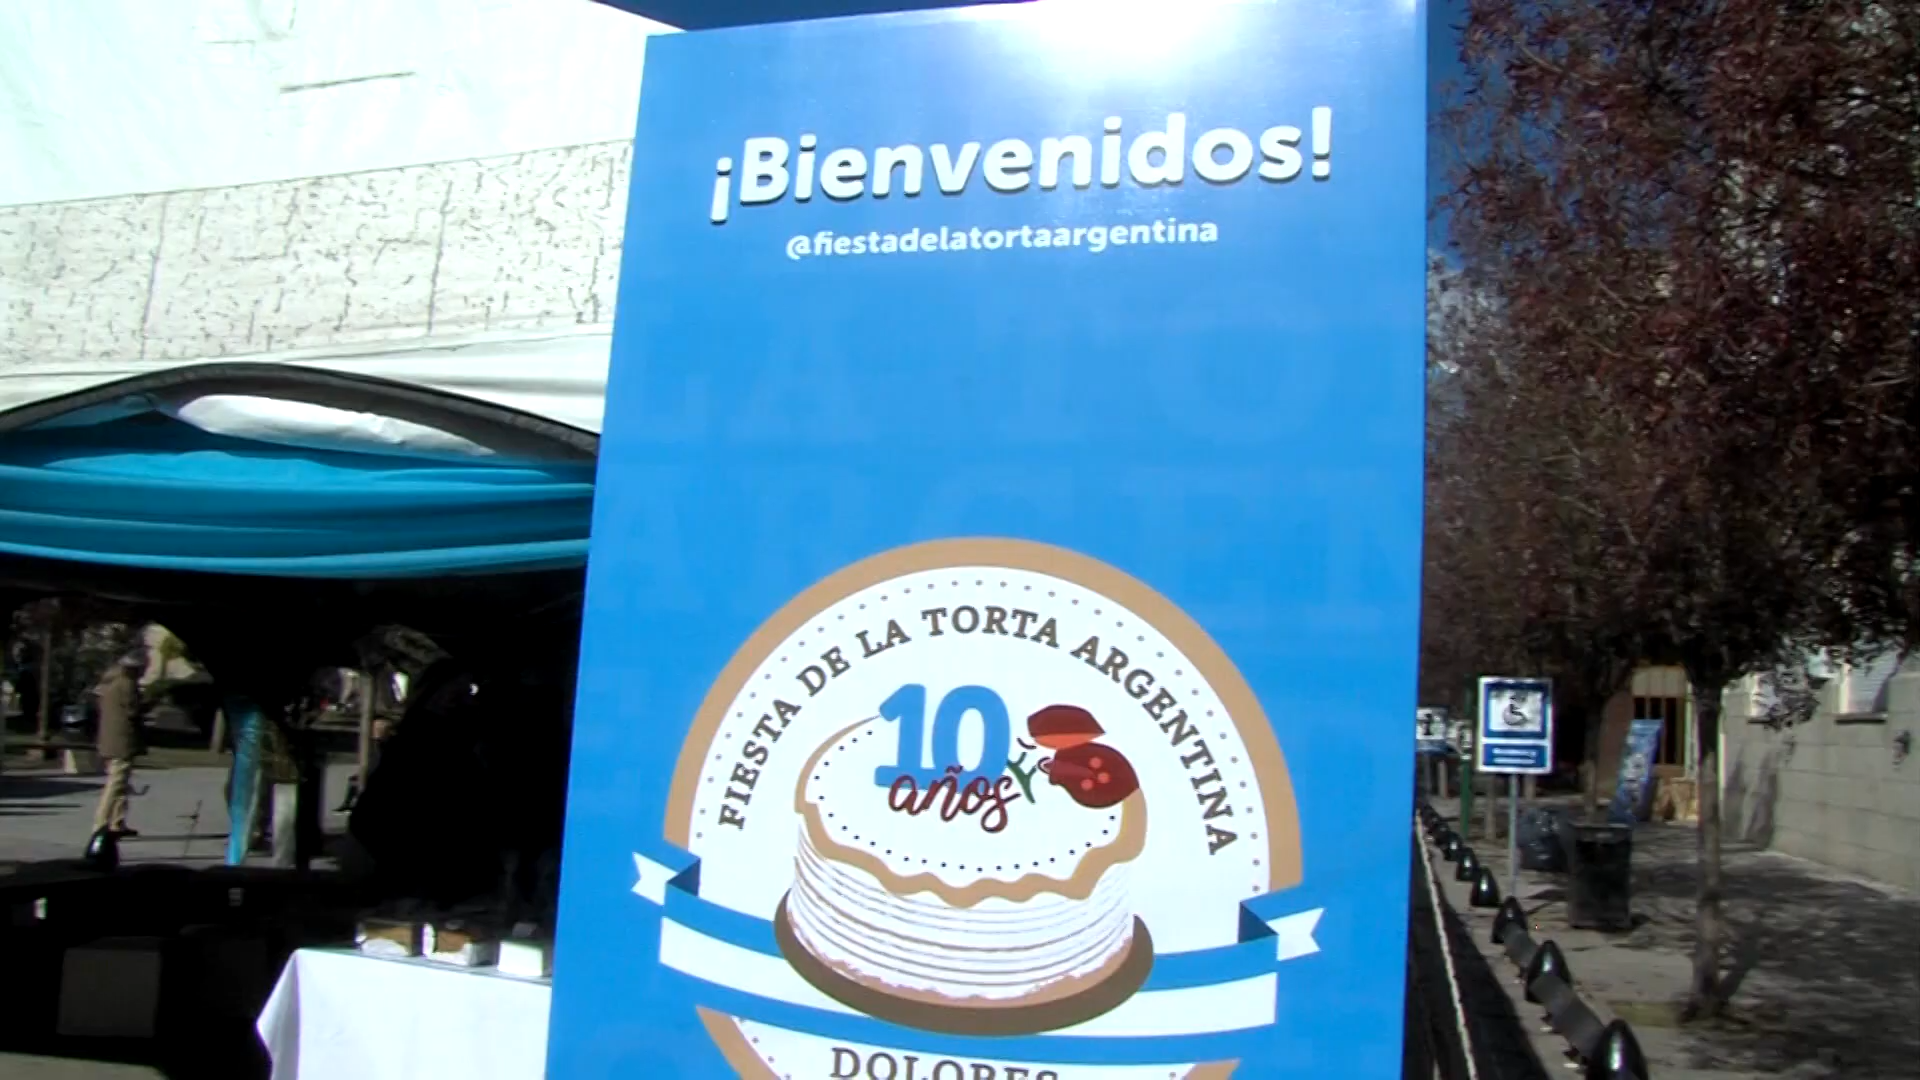 ¡Bienvenidos!
@fiestadelatortaargentina
FIESTA DE LA TORTA ARGENTINA
10
años
DOLORES